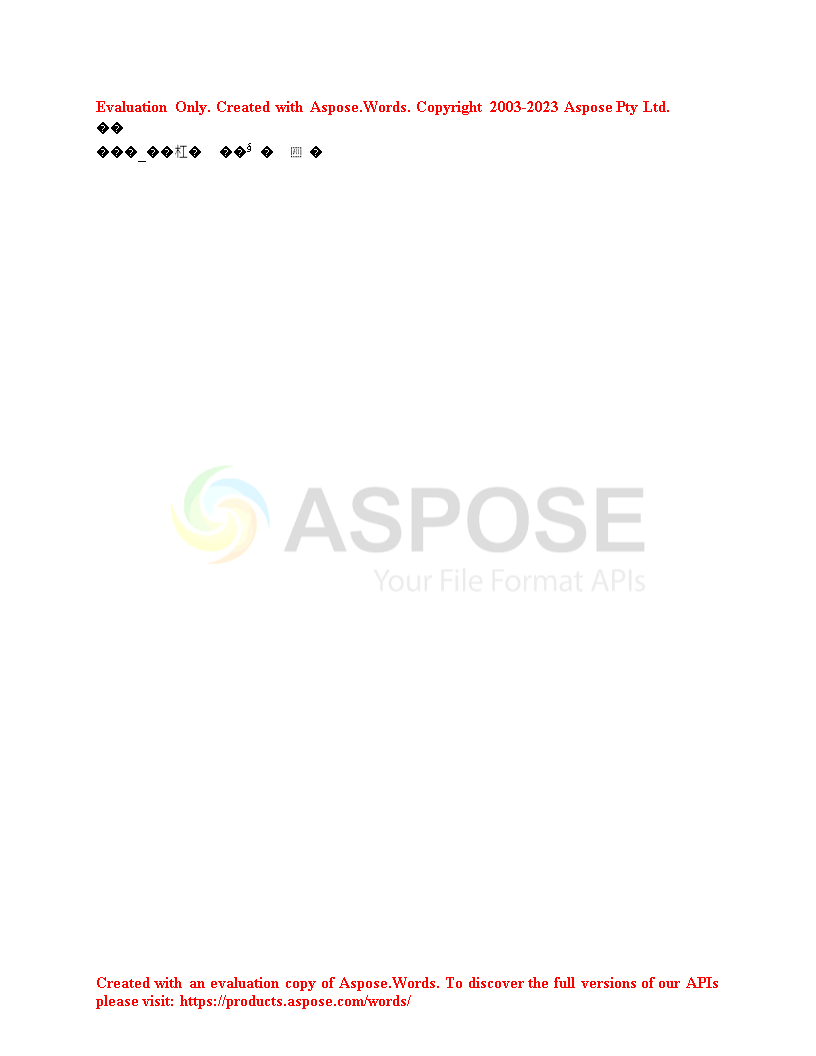 Evaluation Only. Created with Aspose.Words. Copyright 2003-2023 Aspose Pty Ltd.
��
���_��杠� �� � �
ASPOSE
Your File Format APIs
Created with an evaluation copy of Aspose.Words. To discover the full versions of our APIs
please visit: https://products.aspose.com/words/